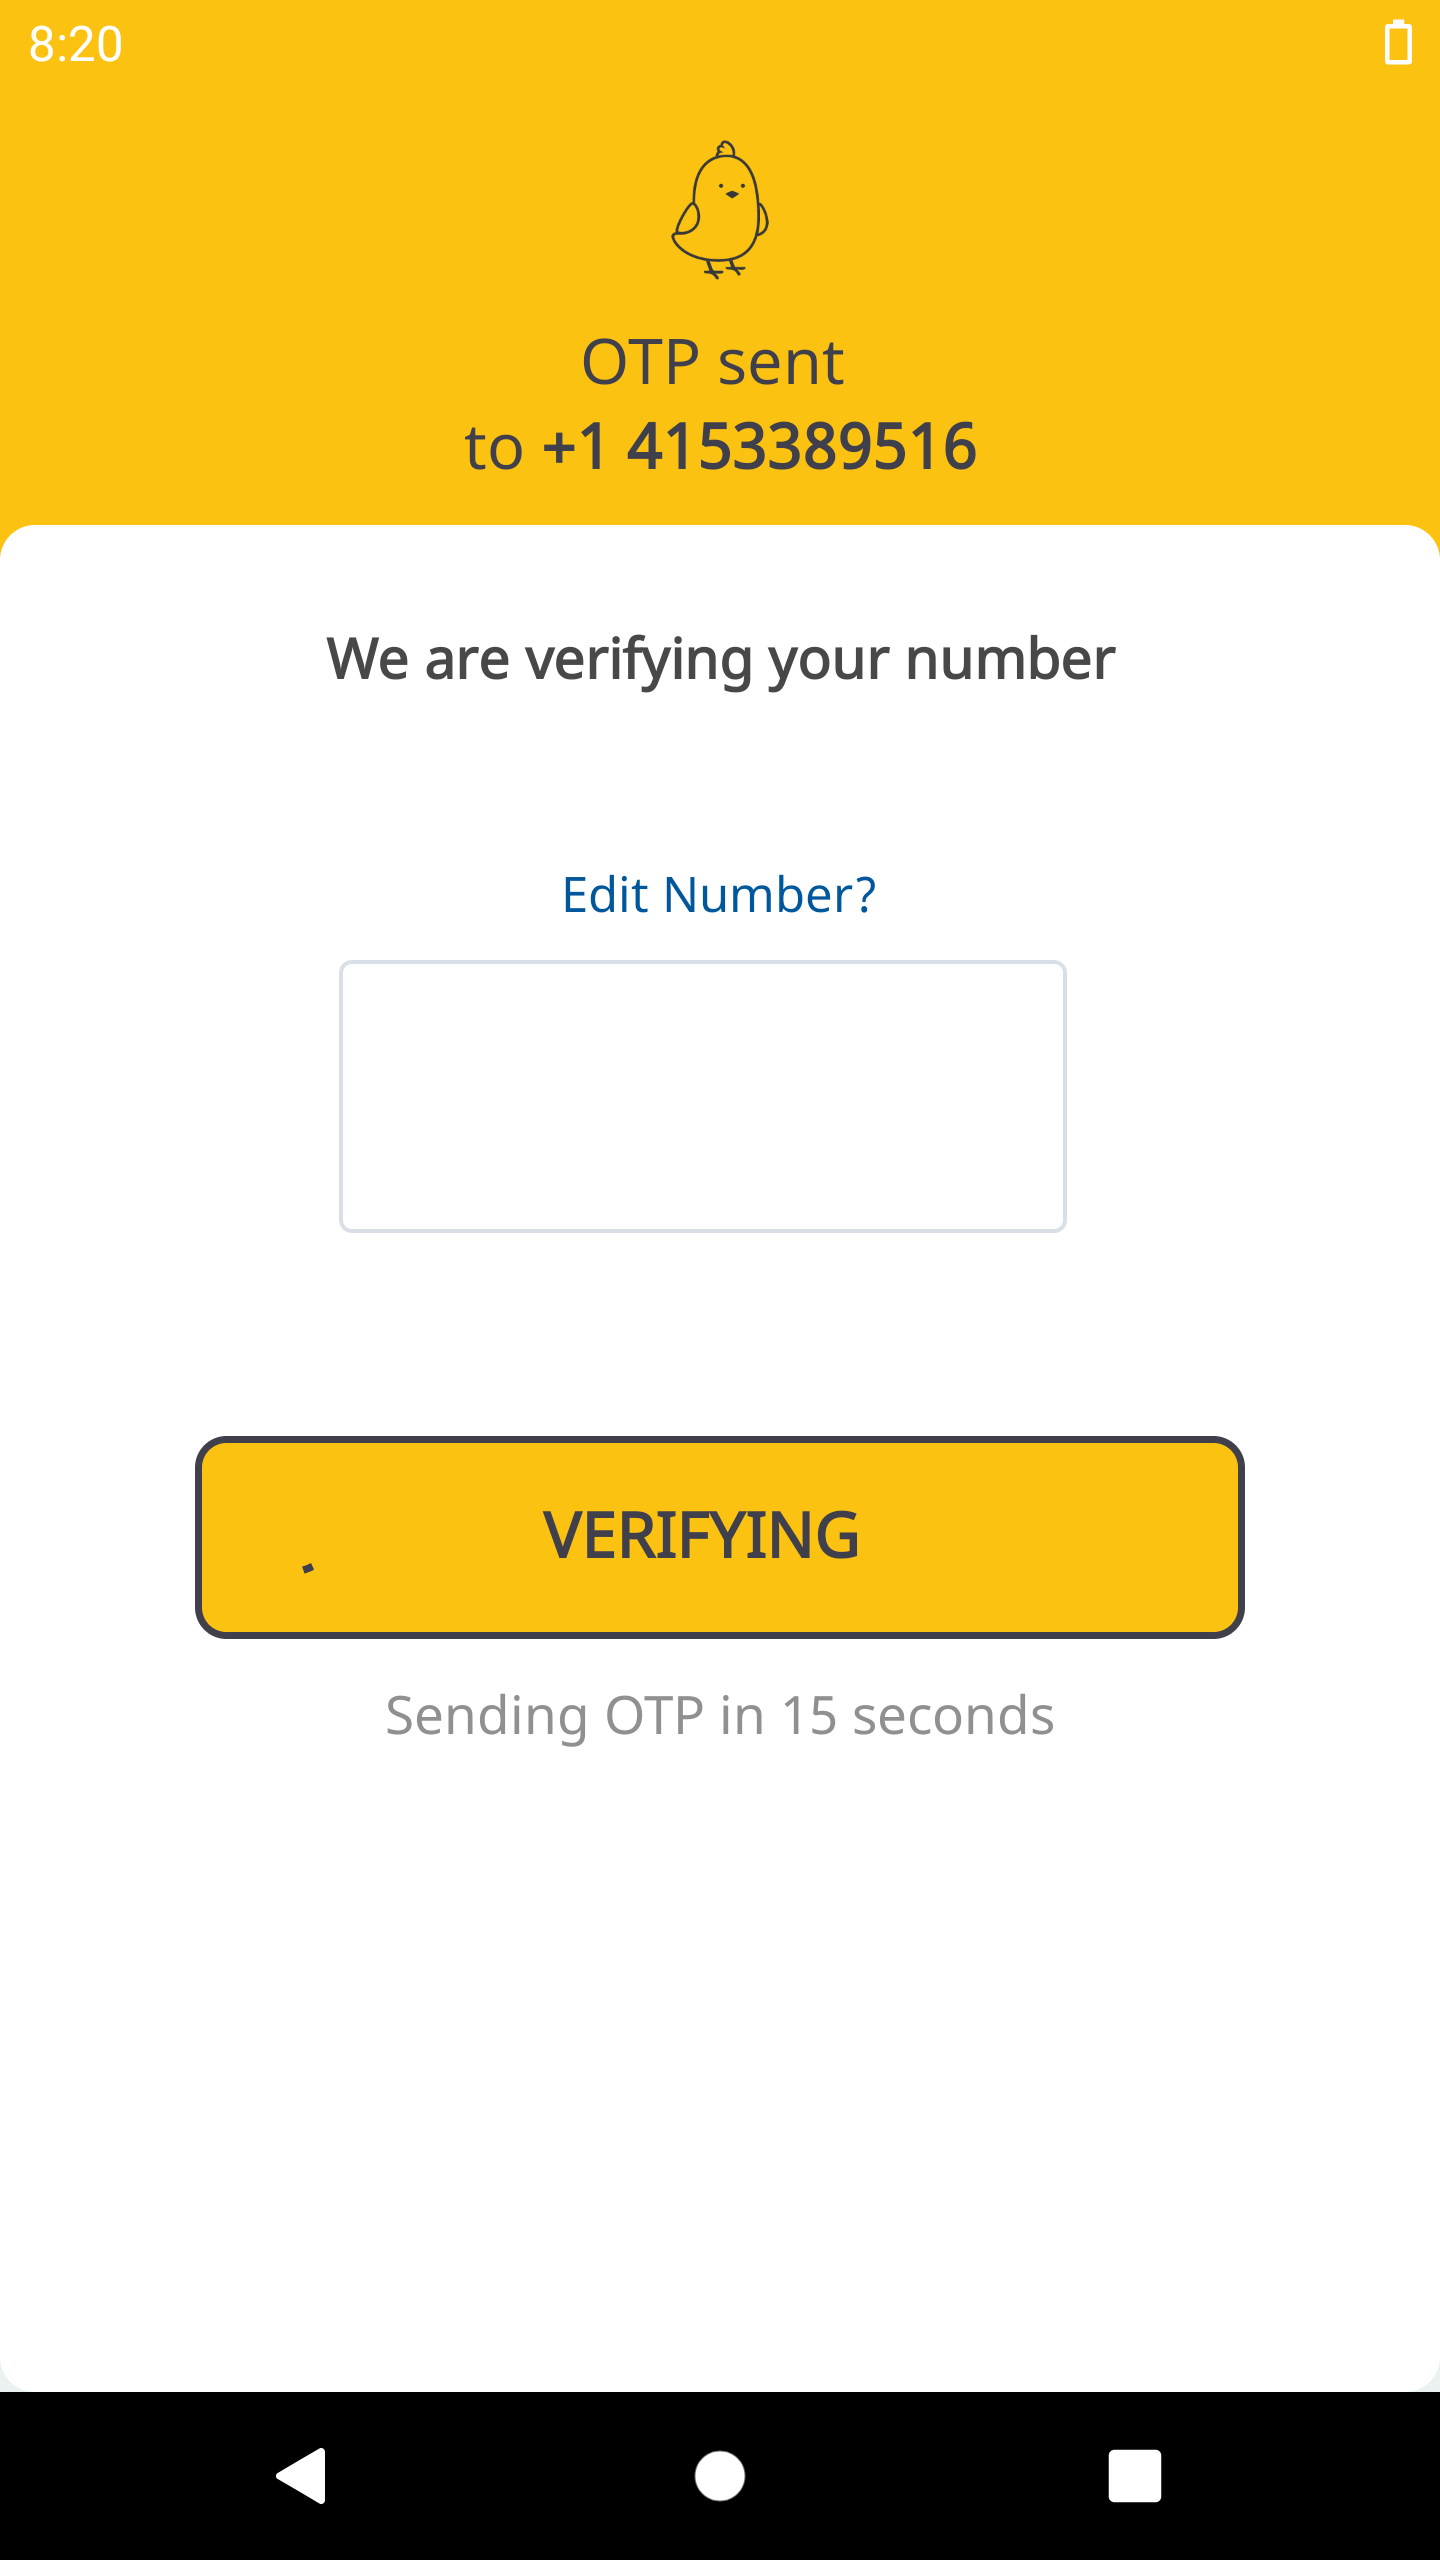 8:20
OTP sent
to +1 4153389516
We are verifying your number
Edit Number?
VERIFYING
Sending OTP in 15 seconds